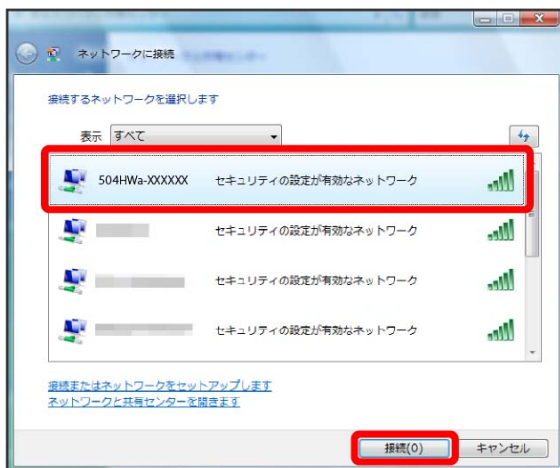 ネットワークに接続
接続するネットワークを選択します
表示 すべて
504HWa-XXXXXX セキュリティの設定が有効なネットワーク
セキュリティの設定が有効なネットワーク
セキュリティの設定が有効なネットワーク
セキュリティの設定が有効なネットワーク
接続またはネットワークをセットアップします
ネットワークと共有センターを開きます
接続(O) キャンセル